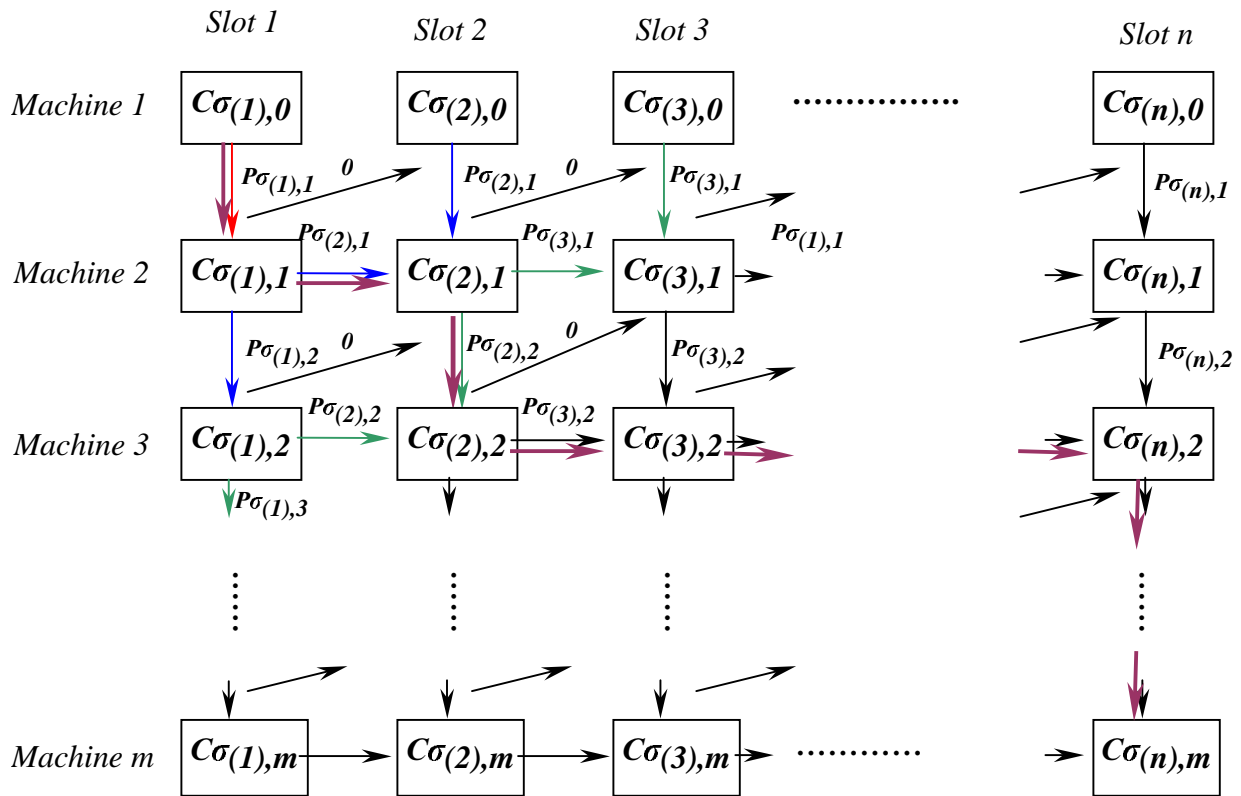 Slot 1 Slot 2 Slot 3 Slot n
Machine 1 Cσ(1),0 Cσ(2),0 Cσ(3),0 ................ Cσ(n),0
Pσ(1),1 0 Pσ(2),1 0 Pσ(3),1 Pσ(n),1
Pσ(2),1 Pσ(3),1 Pσ(1),1
Machine 2 Cσ(1),1 Cσ(2),1 Cσ(3),1 Cσ(n),1
Pσ(1),2 0 Pσ(2),2 0 Pσ(3),2 Pσ(n),2
Pσ(2),2 Pσ(3),2
Machine 3 Cσ(1),2 Cσ(2),2 Cσ(3),2 Cσ(n),2
Pσ(1),3
Machine m Cσ(1),m Cσ(2),m Cσ(3),m ............ Cσ(n),m